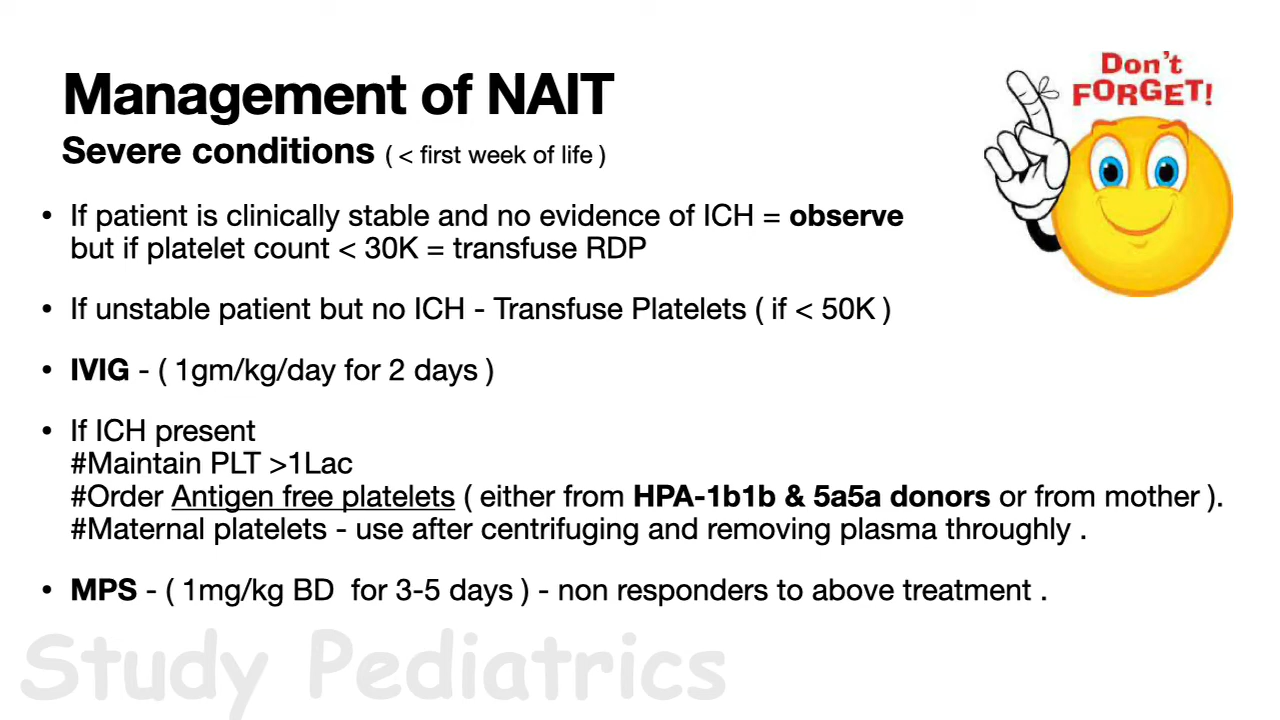 Management of NAIT
Severe conditions ( < first week of life )
Don't
FORGET!
• If patient is clinically stable and no evidence of ICH = observe
but if platelet count < 30K = transfuse RDP
• If unstable patient but no ICH - Transfuse Platelets ( if < 50K )
• IVIG - ( 1gm/kg/day for 2 days )
• If ICH present
#Maintain PLT >1Lac
#Order Antigen free platelets ( either from HPA-1b1b & 5a5a donors or from mother ).
#Maternal platelets - use after centrifuging and removing plasma throughly .
• MPS - ( 1mg/kg BD for 3-5 days ) - non responders to above treatment .
Study Pediatrics